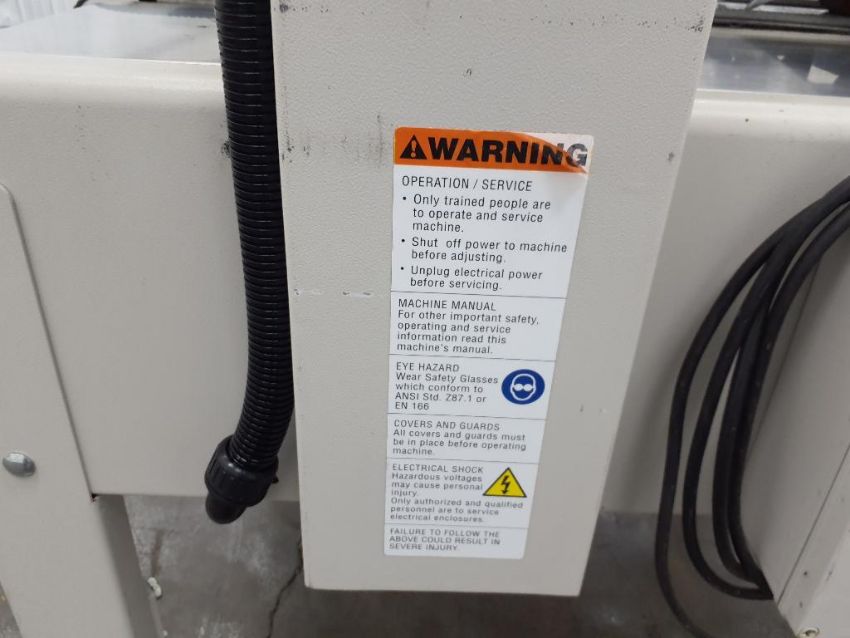 WARNING
OPERATION / SERVICE
• Only trained people are
to operate and service
machine.
• Shut off power to machine
before adjusting.
• Unplug electrical power
before servicing.
MACHINE MANUAL
For other important safety,
operating and service
information read this
machine's manual.
EYE HAZARD
Wear Safety Glasses
which conform to
ANSI Std. Z87.1 or
EN 166
COVERS AND GUARDS
All covers and guards must
be in place before operating
machine.
ELECTRICAL SHOCK
Hazardous voltages
may cause personal
injury.
Only authorized and qualified
personnel are to service
electrical enclosures.
FAILURE TO FOLLOW THE
ABOVE COULD RESULT IN
SEVERE INJURY.